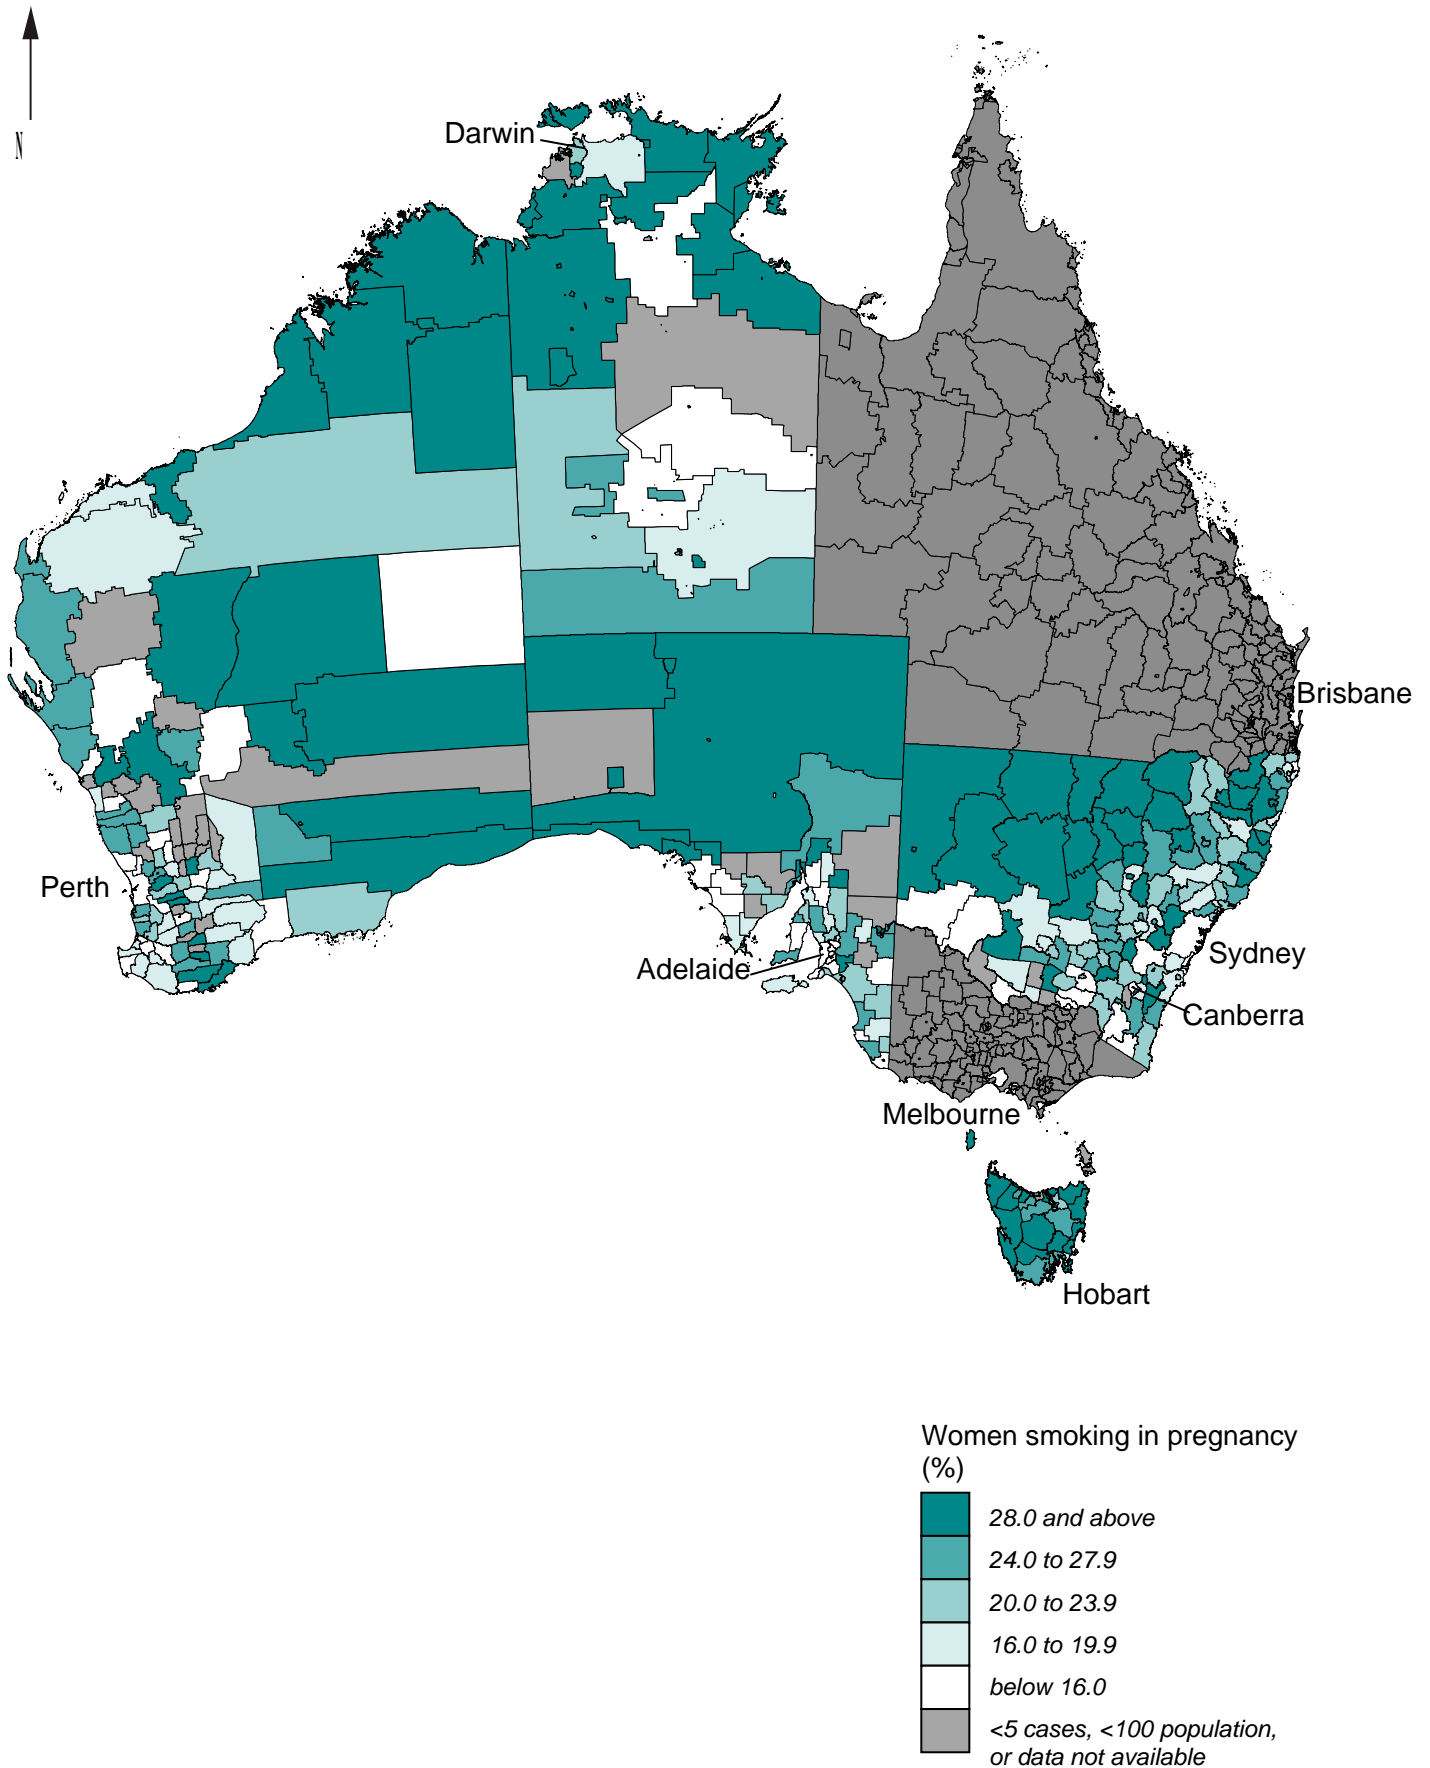 N
Darwin
Brisbane
Perth
Adelaide
Sydney
Canberra
Melbourne
Hobart
Women smoking in pregnancy
(%)
28.0 and above
24.0 to 27.9
20.0 to 23.9
16.0 to 19.9
below 16.0
<5 cases, <100 population,
or data not available